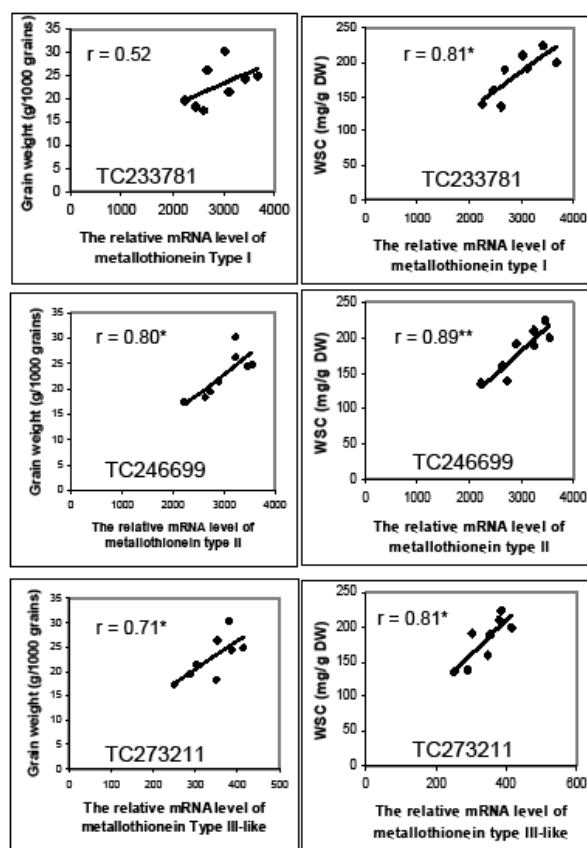 Grain weight (g/1000 grains)
35
30
25
20
15
10
5
0
r = 0.52
TC233781
0 1000 2000 3000 4000
The relative mRNA level of
metallothionein Type I
WSC (mg/g DW)
250
200
150
100
50
0
r = 0.81*
TC233781
0 1000 2000 3000 4000
The relative mRNA level of
metallothionein type I
Grain weight (g/1000 grains)
35
30
25
20
15
10
5
0
r = 0.80*
TC246699
0 1000 2000 3000 4000
The relative mRNA level of
metallothionein type II
WSC (mg/g DW)
250
200
150
100
50
0
r = 0.89**
TC246699
0 1000 2000 3000 4000
The relative mRNA level of
metallothionein type II
Grain weight (g/1000 grains)
35
30
25
20
15
10
5
0
r = 0.71*
TC273211
0 100 200 300 400 500
The relative mRNA level of
metallothionein Type III-like
WSC (mg/g DW)
250
200
150
100
50
0
r = 0.81*
TC273211
0 200 400 600
The relative mRNA level of
metallothionein type III-like